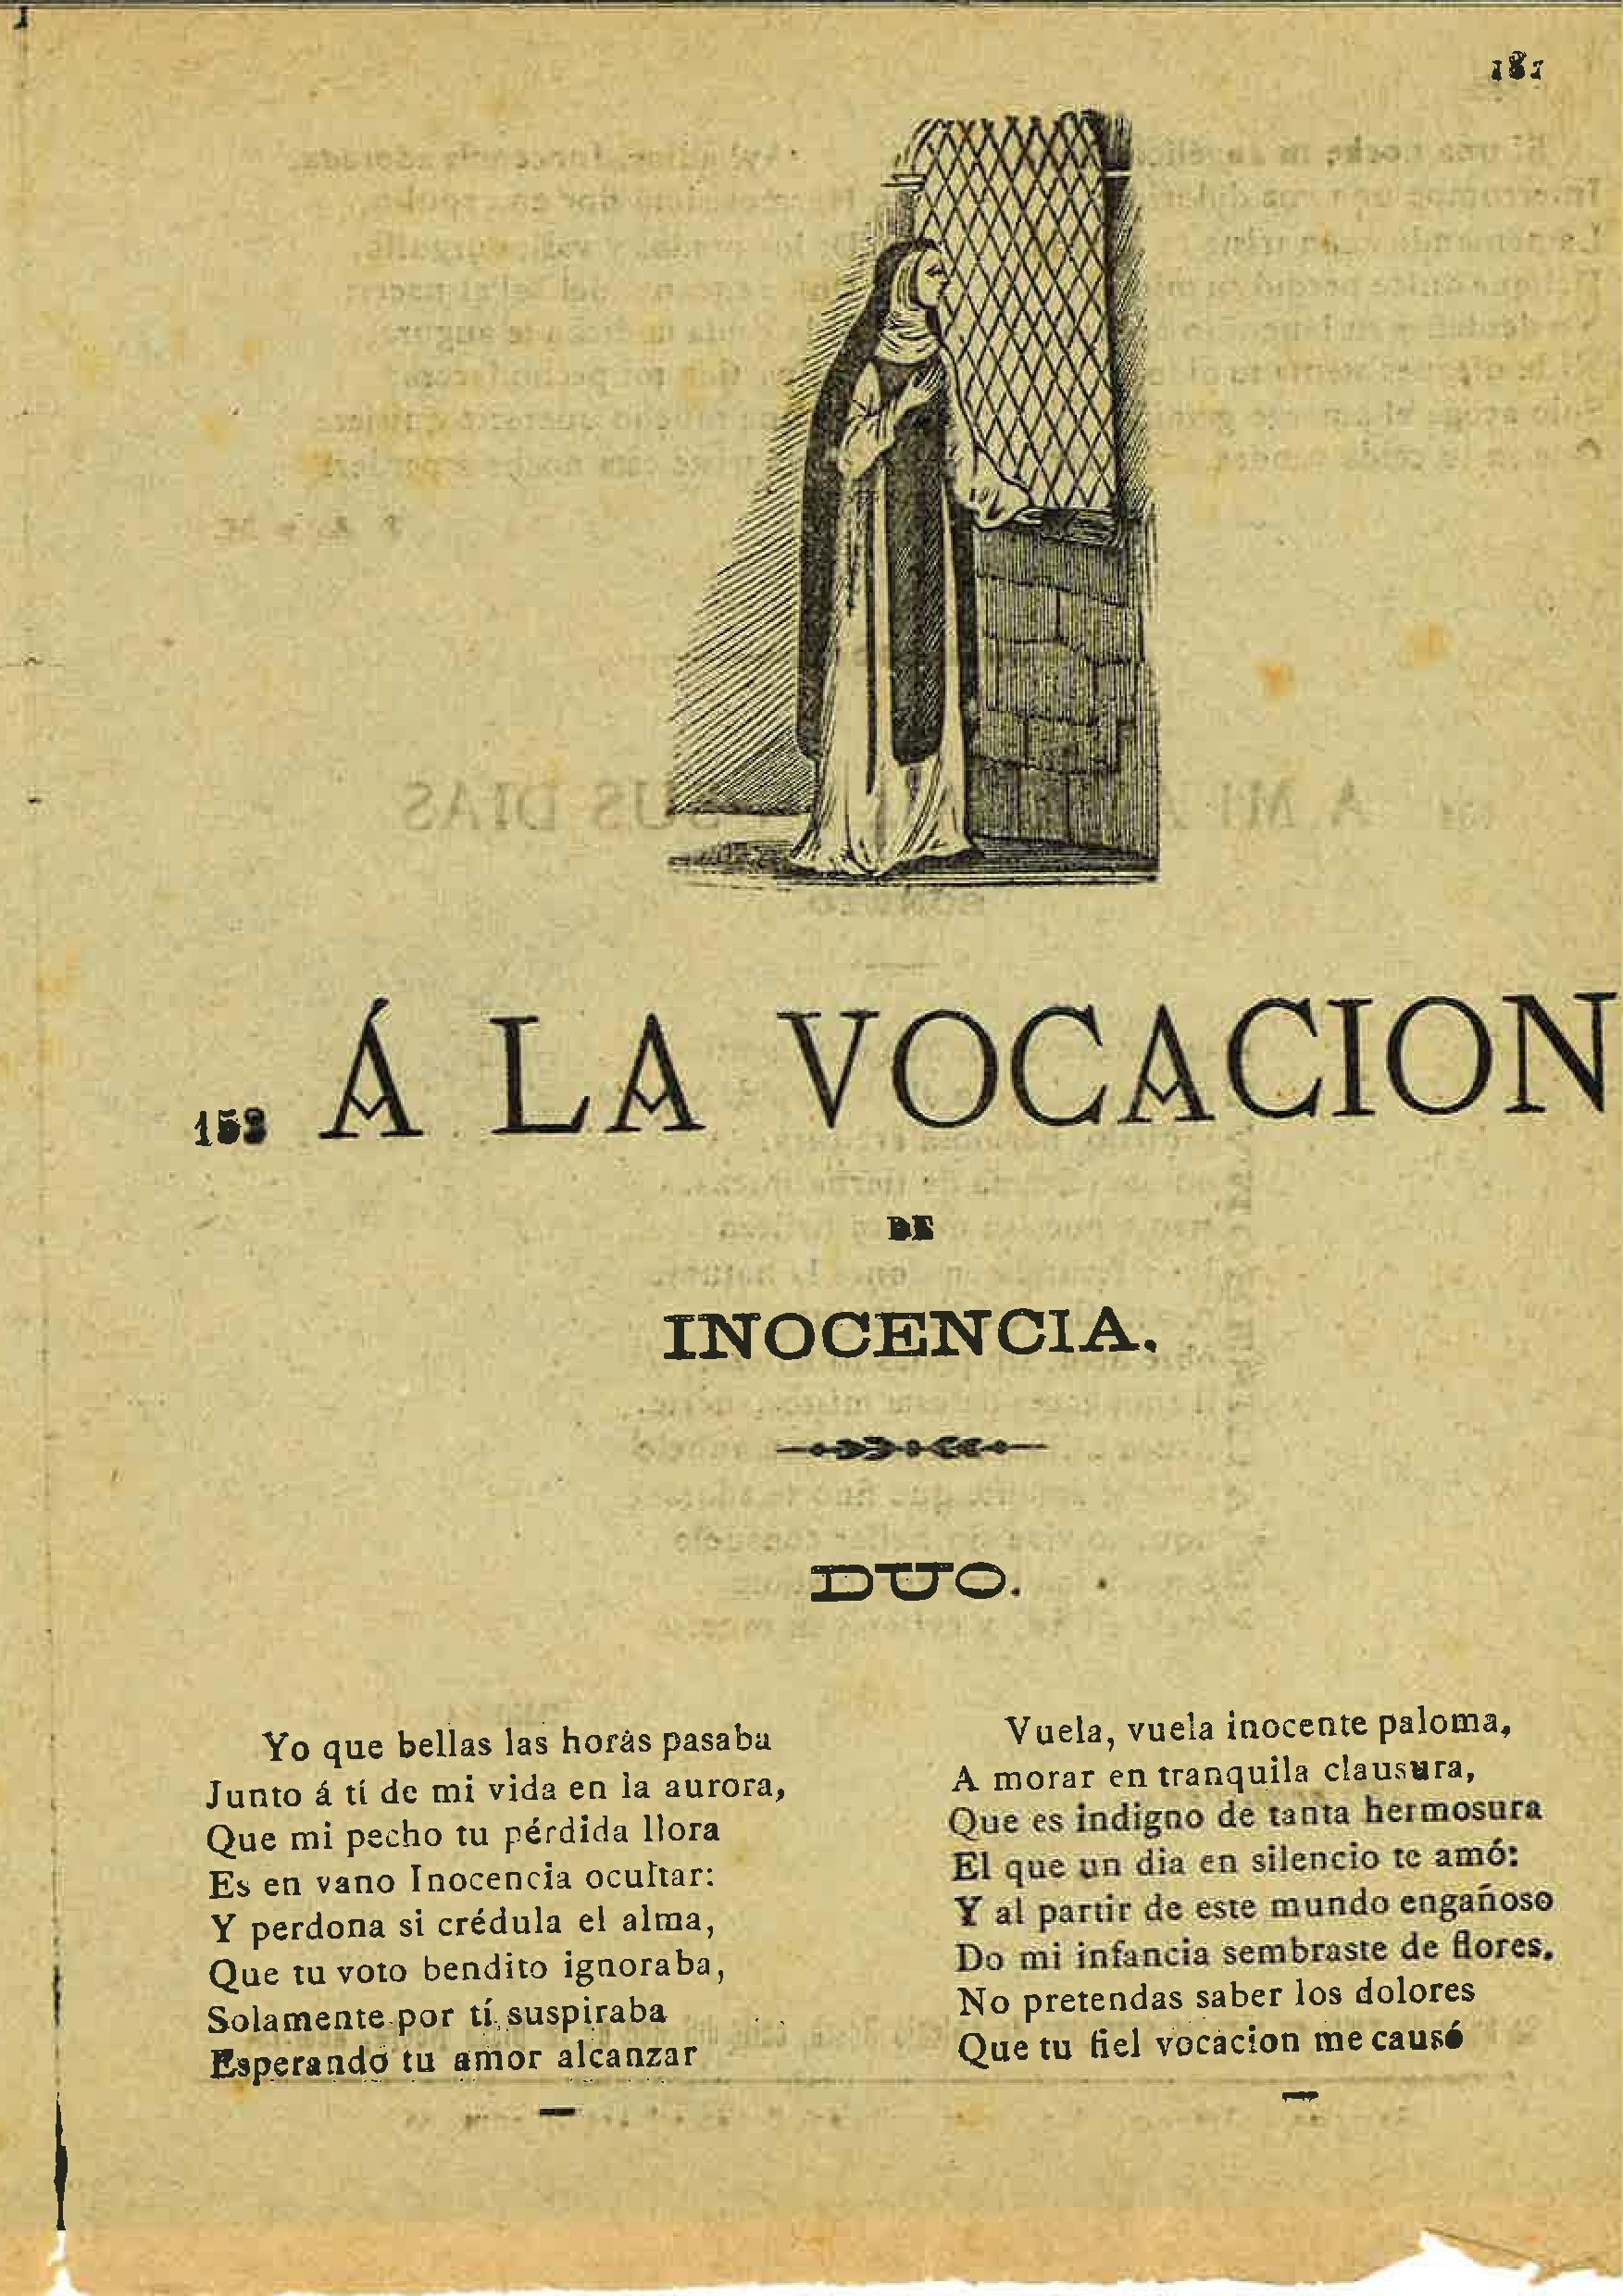 181
153 Á LA VOCACION
DE
INOCENCIA.
DUO.
Yo que bellas las horas pasaba
Junto á tí de mi vida en la aurora,
Que mi pecho tu pérdida llora
Es en vano Inocencia ocultar:
Y perdona si crédula el alma,
Que tu voto bendito ignoraba,
Solamente por tí suspiraba
Esperando tu amor alcanzar
Vuela, vuela inocente paloma,
A morar en tranquila clausura,
Que es indigno de tanta hermosura
El que un dia en silencio te amó:
Y al partir de este mundo engañoso
Do mi infancia sembraste de flores.
No pretendas saber los dolores
Que tu fiel vocacion me causó